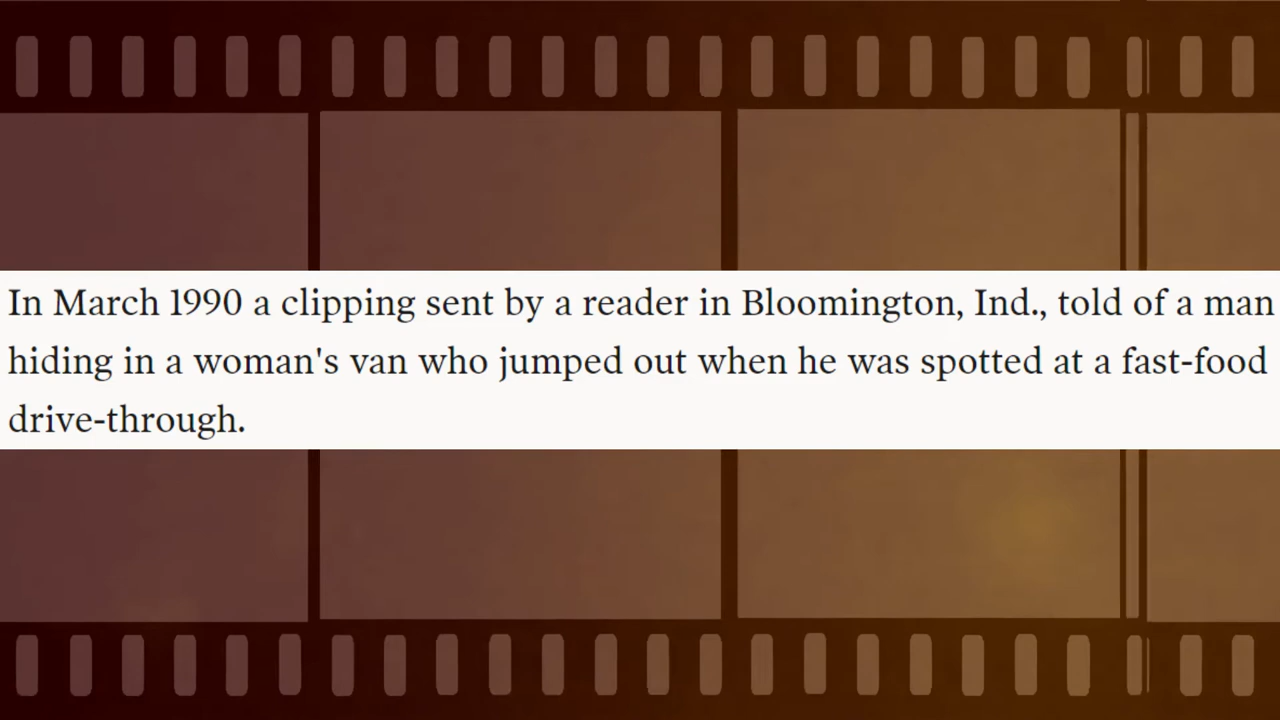 In March 1990 a clipping sent by a reader in Bloomington, Ind., told of a man
hiding in a woman's van who jumped out when he was spotted at a fast-food
drive-through.